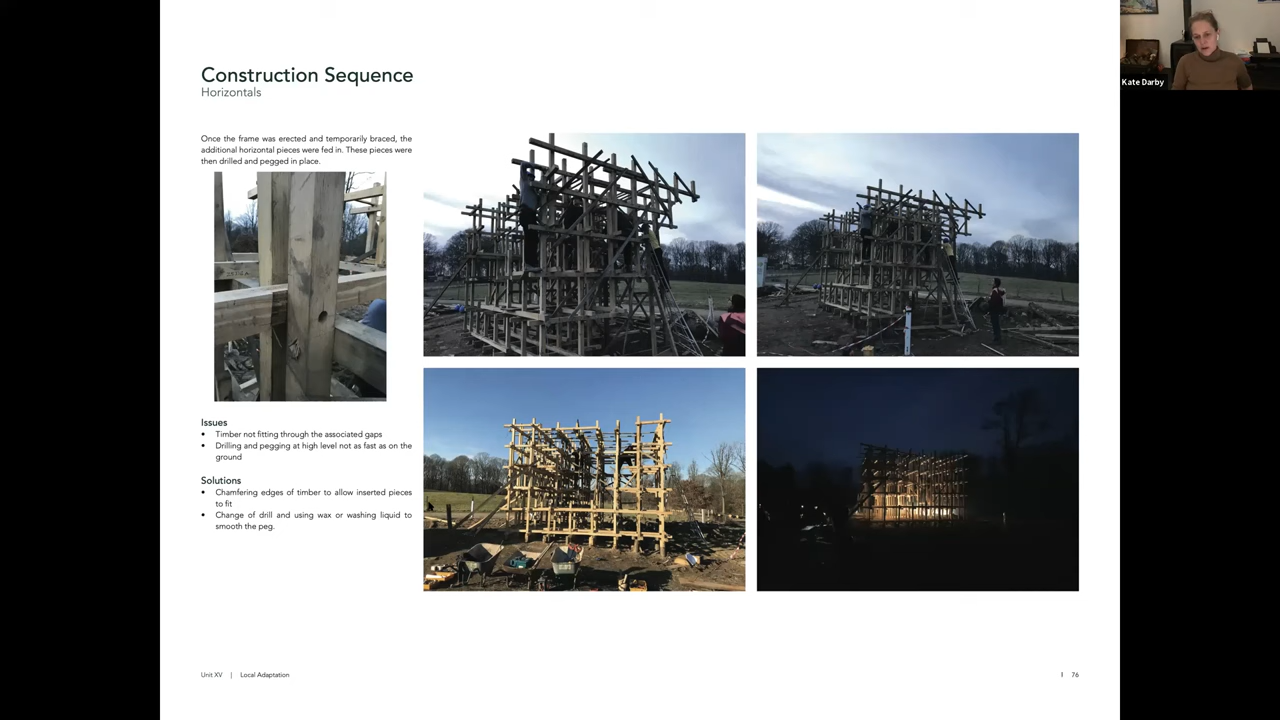 Construction Sequence
Horizontals
Once the frame was erected and temporarily braced, the
additional horizontal pieces were fed in. These pieces were
then drilled and pegged in place.
Issues
• Timber not fitting through the associated gaps
• Drilling and pegging at high level not as fast as on the
ground
Solutions
• Chamfering edges of timber to allow inserted pieces
to fit
• Change of drill and using wax or washing liquid to
smooth the peg.
Unit XV | Local Adaptation
I 76
Kate Darby